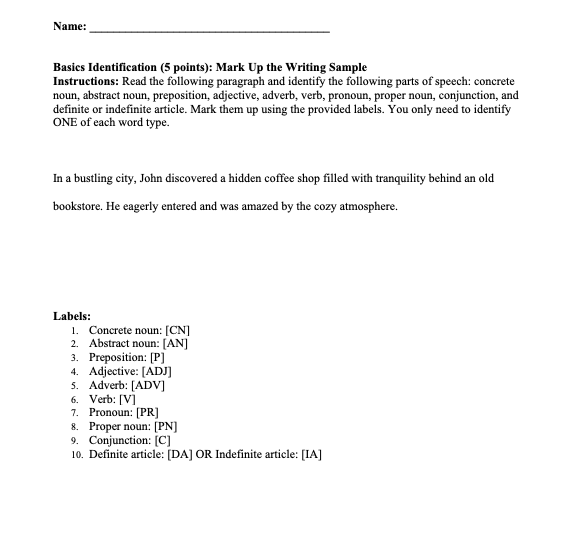 Name: ________________________________________
Basics Identification (5 points): Mark Up the Writing Sample
Instructions: Read the following paragraph and identify the following parts of speech: concrete
noun, abstract noun, preposition, adjective, adverb, verb, pronoun, proper noun, conjunction, and
definite or indefinite article. Mark them up using the provided labels. You only need to identify
ONE of each word type.
In a bustling city, John discovered a hidden coffee shop filled with tranquility behind an old
bookstore. He eagerly entered and was amazed by the cozy atmosphere.
Labels:
1. Concrete noun: [CN]
2. Abstract noun: [AN]
3. Preposition: [P]
4. Adjective: [ADJ]
5. Adverb: [ADV]
6. Verb: [V]
7. Pronoun: [PR]
8. Proper noun: [PN]
9. Conjunction: [C]
10. Definite article: [DA] OR Indefinite article: [IA]